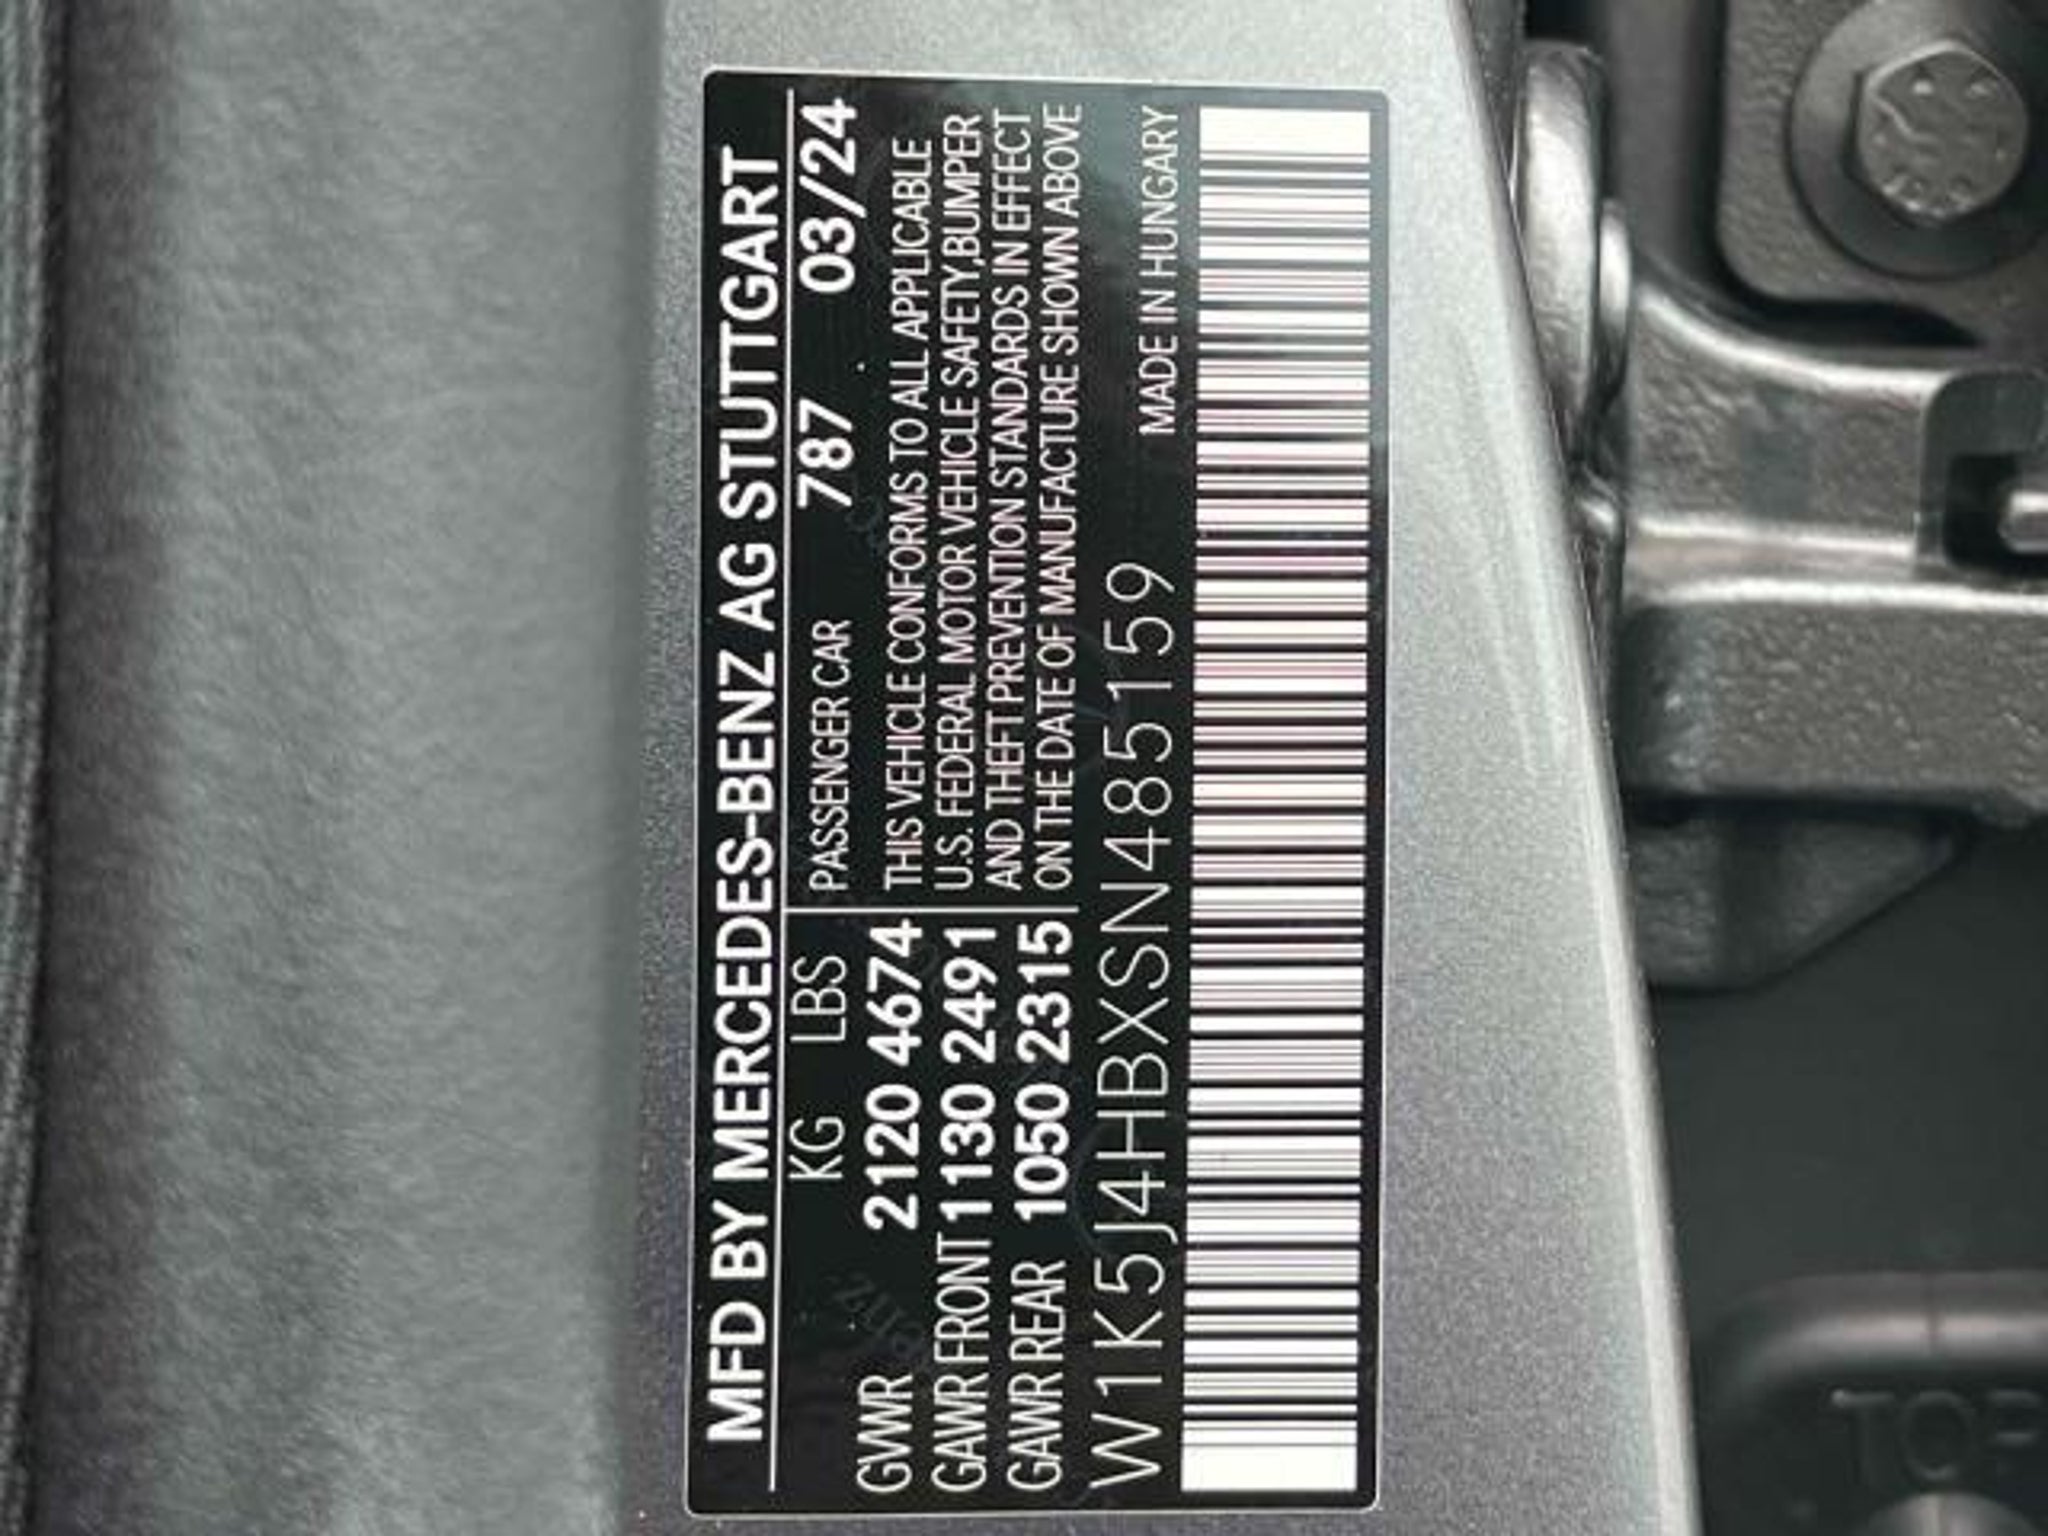 MFD BY MERCEDES-BENZ AG STUTTGART
KG LBS PASSENGER CAR 787 03/24
GVWR 2120 4674 THIS VEHICLE CONFORMS TO ALL APPLICABLE
GAWR FRONT 1130 2491 U.S. FEDERAL MOTOR VEHICLE SAFETY,BUMPER
AND THEFT PREVENTION STANDARDS IN EFFECT
GAWR REAR 1050 2315 ON THE DATE OF MANUFACTURE SHOWN ABOVE
W1K5J4HBXSN485159 MADE IN HUNGARY
TOP